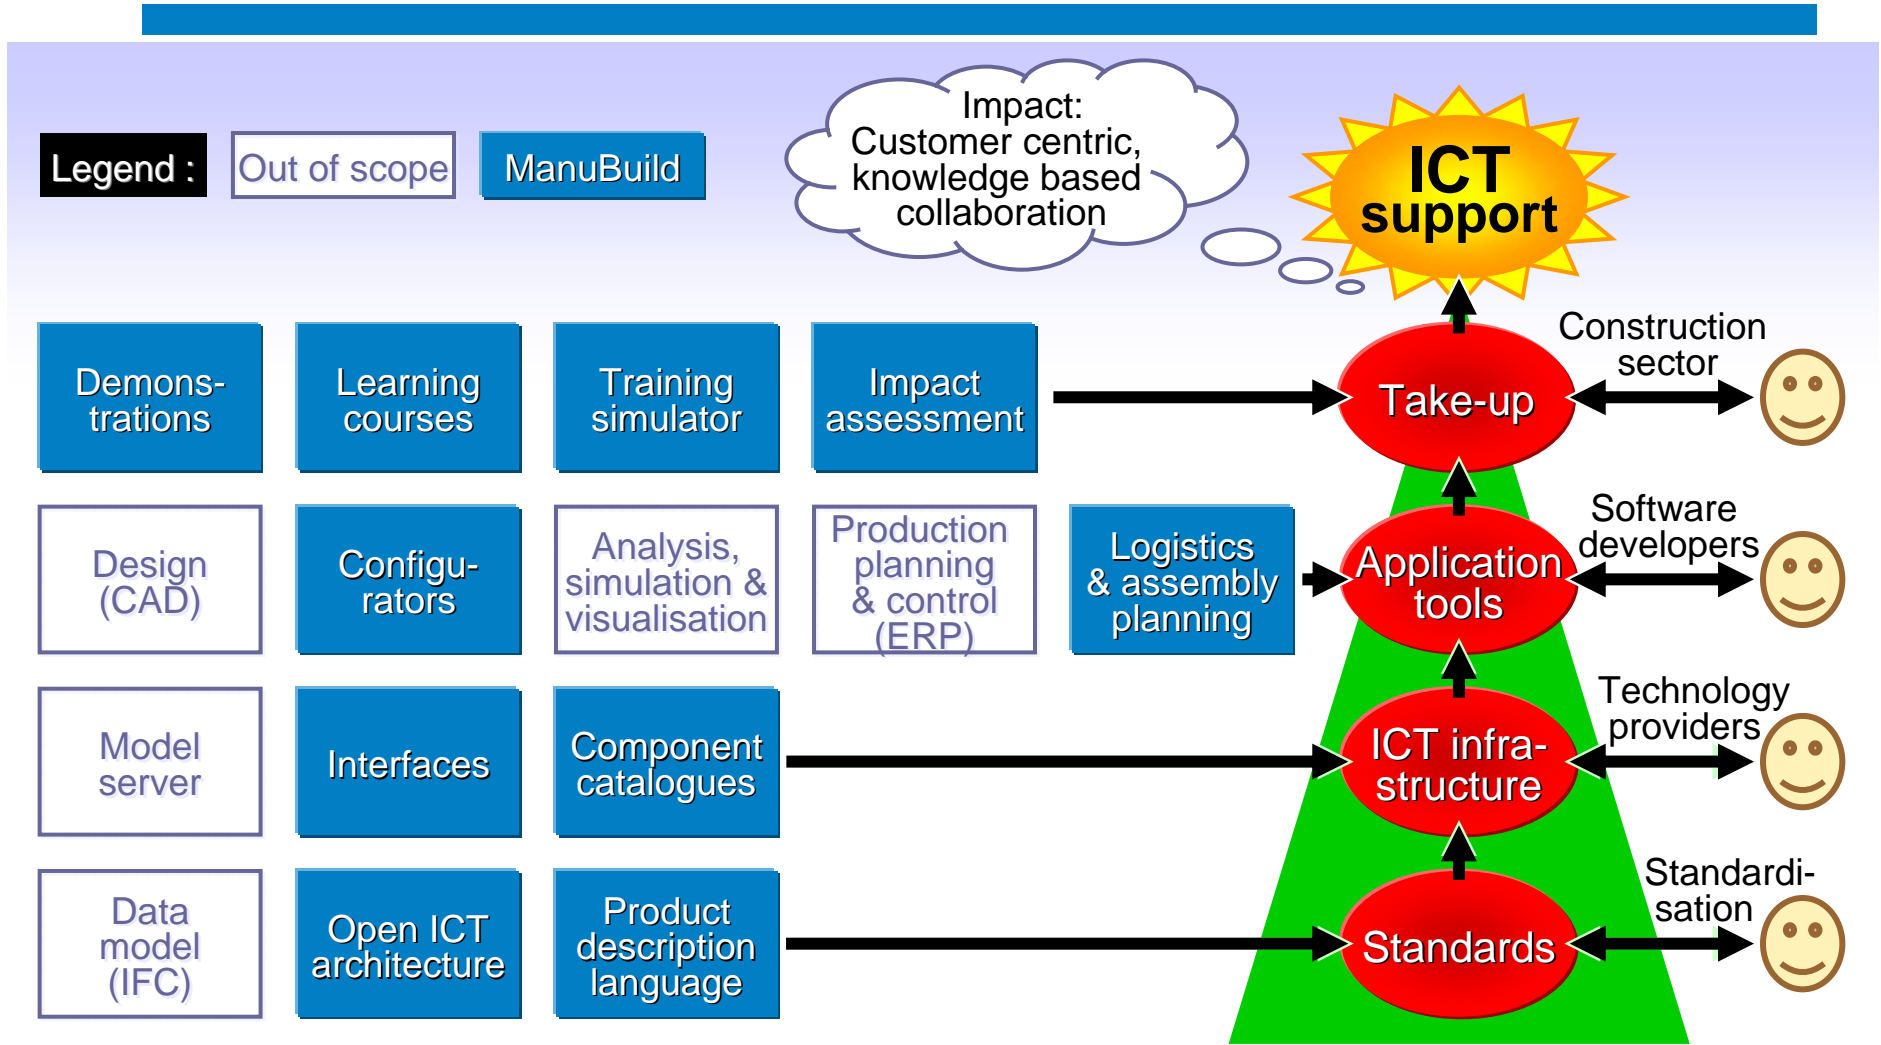 Legend :
Out of scope
ManuBuild
Impact:
Customer centric,
knowledge based
collaboration
ICT
support
Demons-
trations
Learning
courses
Training
simulator
Impact
assessment
Take-up
Construction
sector
Design
(CAD)
Configu-
rators
Analysis,
simulation &
visualisation
Production
planning
& control
(ERP)
Logistics
& assembly
planning
Application
tools
Software
developers
Model
server
Interfaces
Component
catalogues
ICT infra-
structure
Technology
providers
Data
model
(IFC)
Open ICT
architecture
Product
description
language
Standards
Standardi-
sation